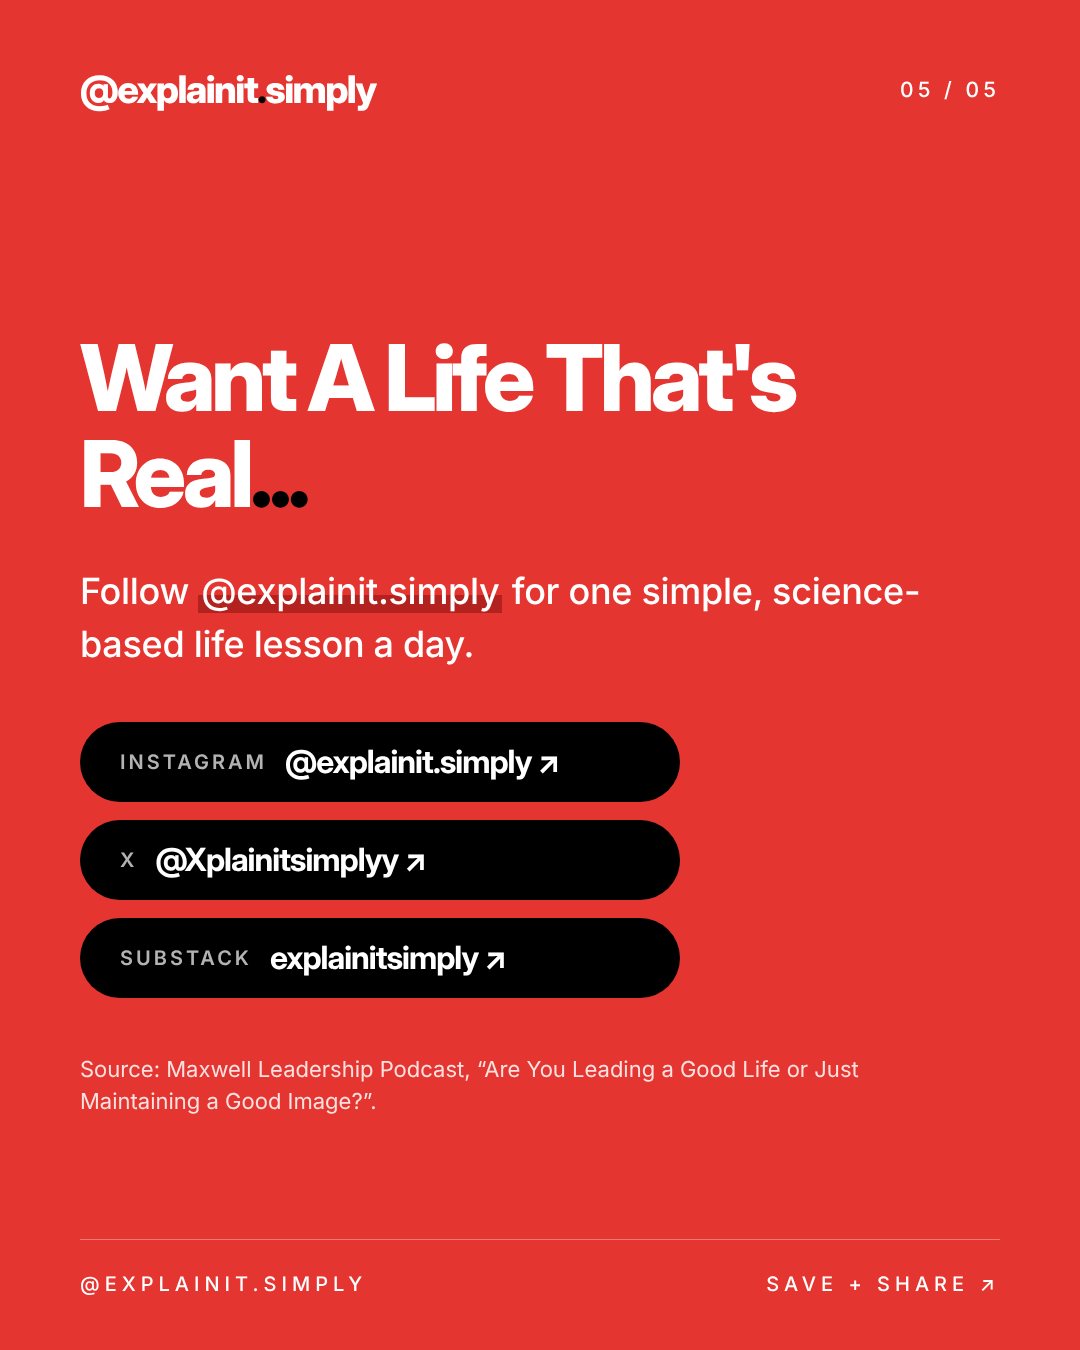 @explainit.simply
05 / 05
Want A Life That's
Real...
Follow @explainit.simply for one simple, science-
based life lesson a day.
INSTAGRAM @explainit.simply ↗
X @Xplainitsimplyy ↗
SUBSTACK explainitsimply ↗
Source: Maxwell Leadership Podcast, “Are You Leading a Good Life or Just
Maintaining a Good Image?”.
@EXPLAINIT.SIMPLY
SAVE + SHARE ↗